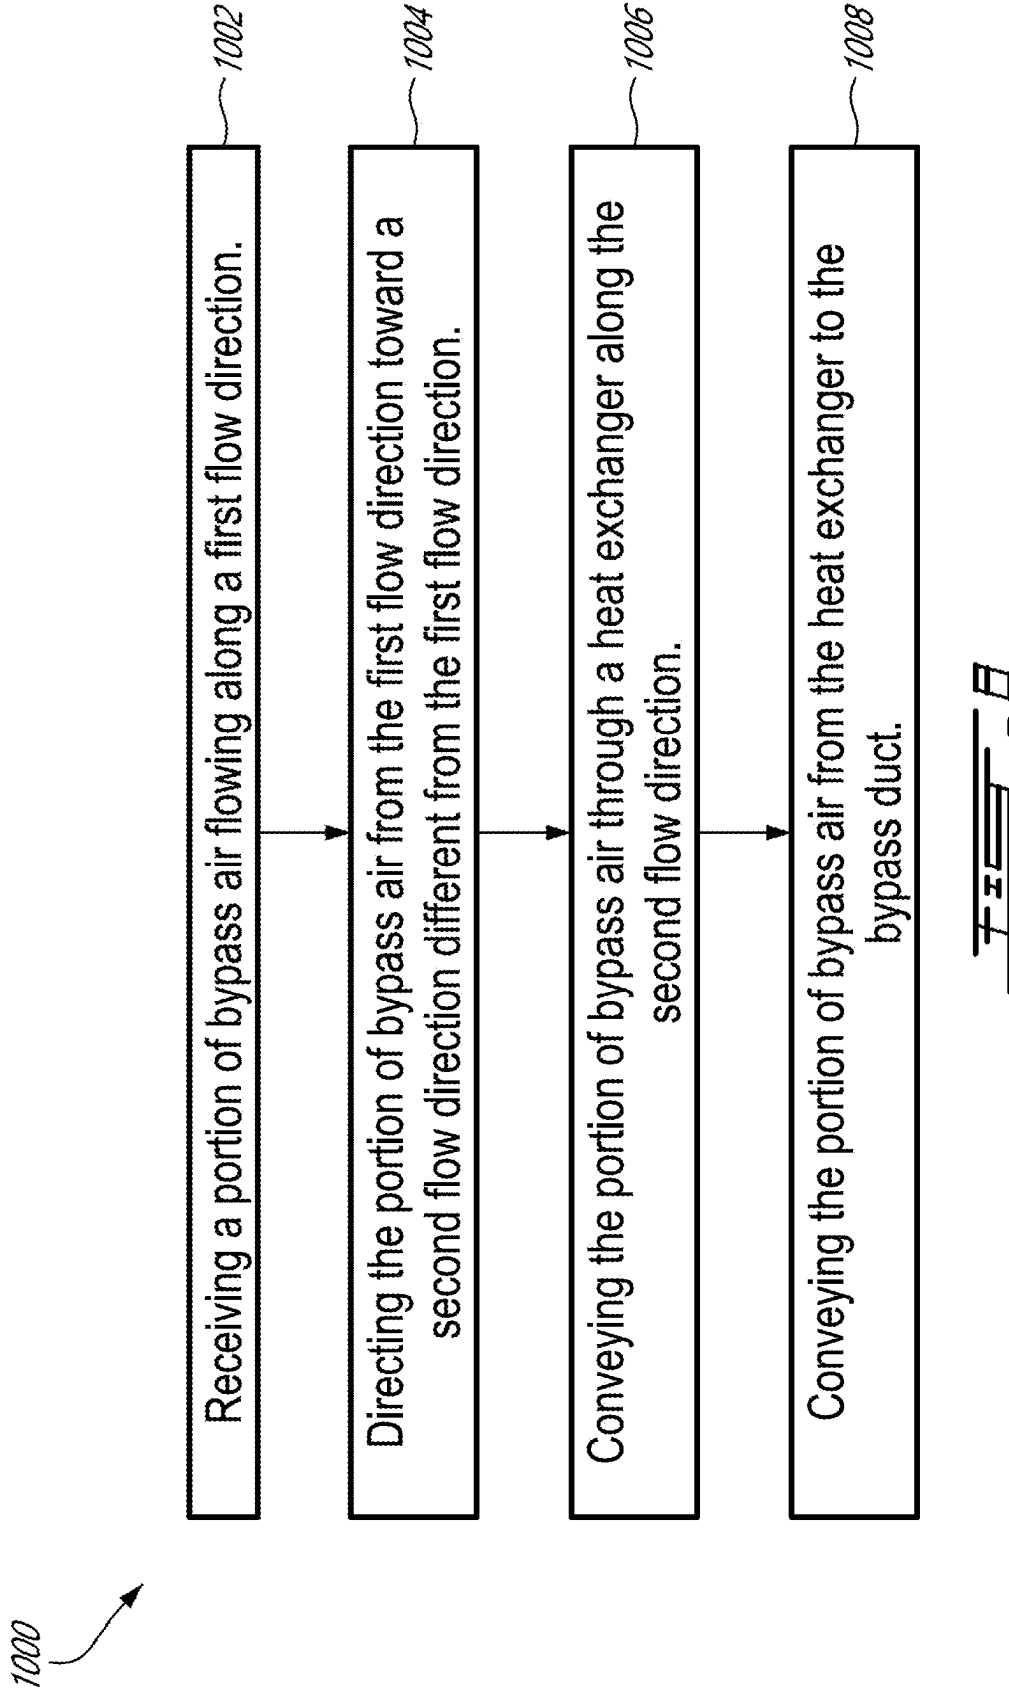 1000
Receiving a portion of bypass air flowing along a first flow direction.
1002
Directing the portion of bypass air from the first flow direction toward a
second flow direction different from the first flow direction.
1004
Conveying the portion of bypass air through a heat exchanger along the
second flow direction.
1006
Conveying the portion of bypass air from the heat exchanger to the
bypass duct.
1008